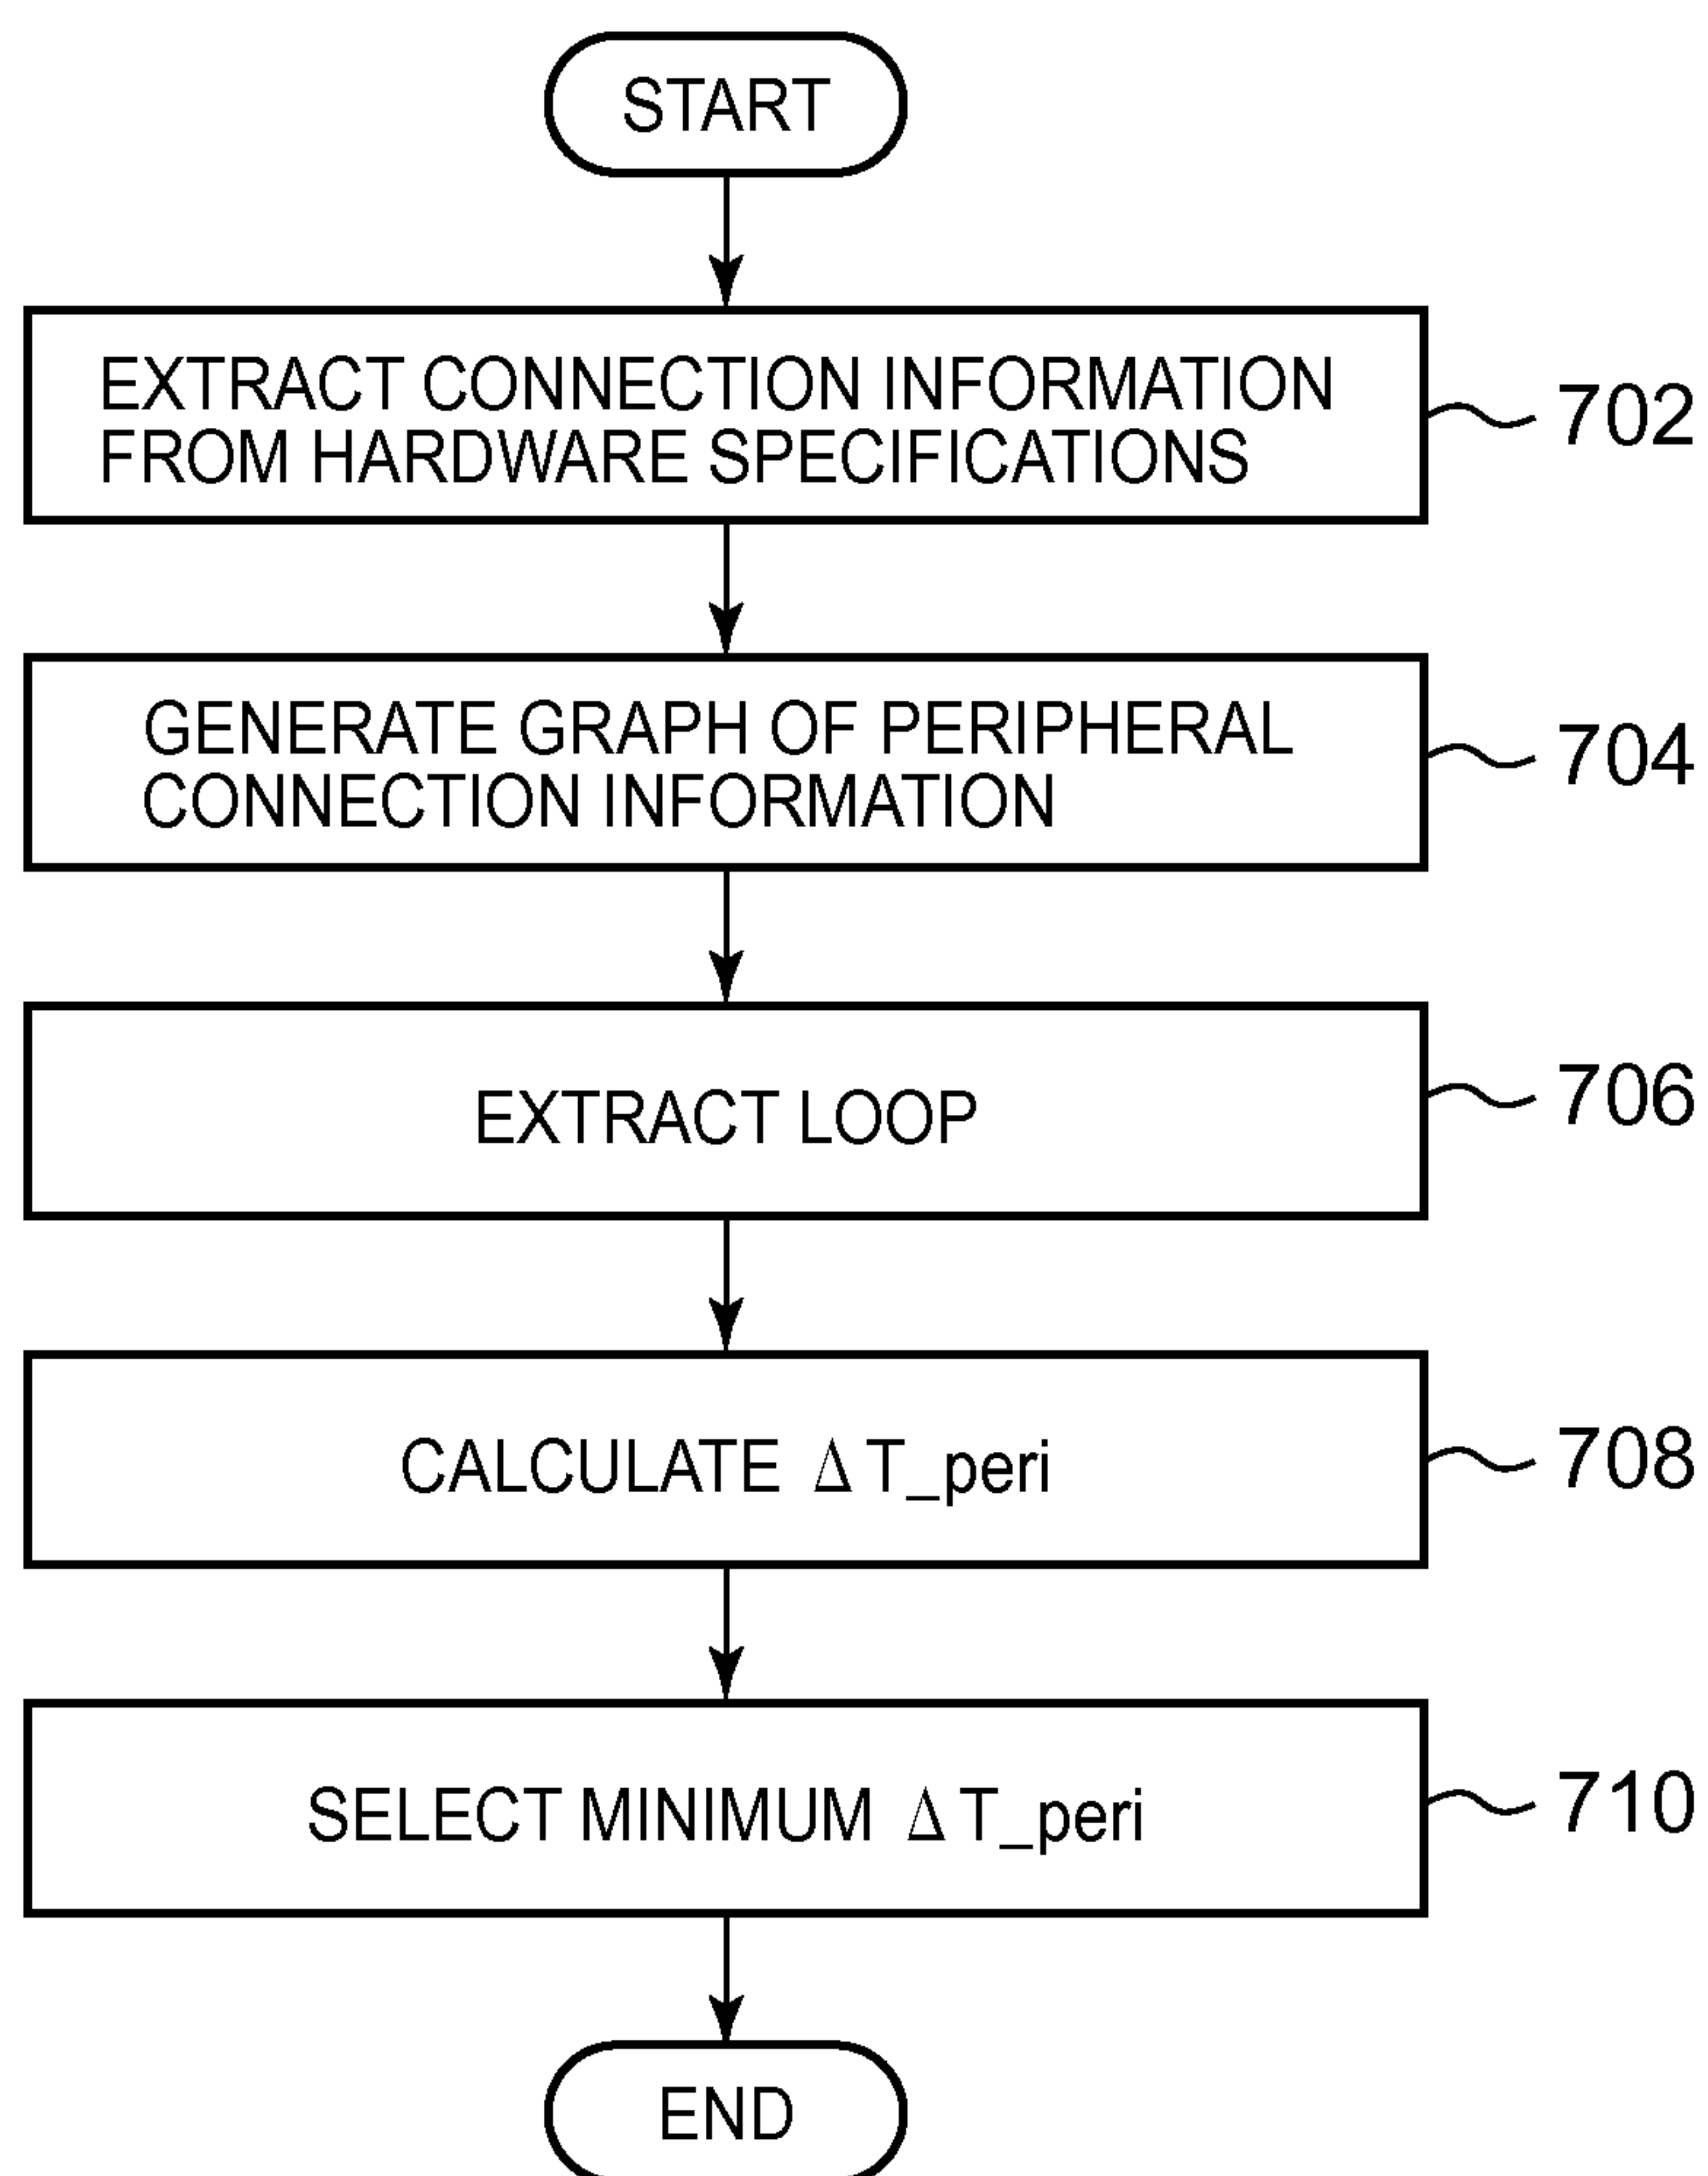 START
EXTRACT CONNECTION INFORMATION
FROM HARDWARE SPECIFICATIONS
702
GENERATE GRAPH OF PERIPHERAL
CONNECTION INFORMATION
704
EXTRACT LOOP
706
CALCULATE ΔT_peri
708
SELECT MINIMUM ΔT_peri
710
END